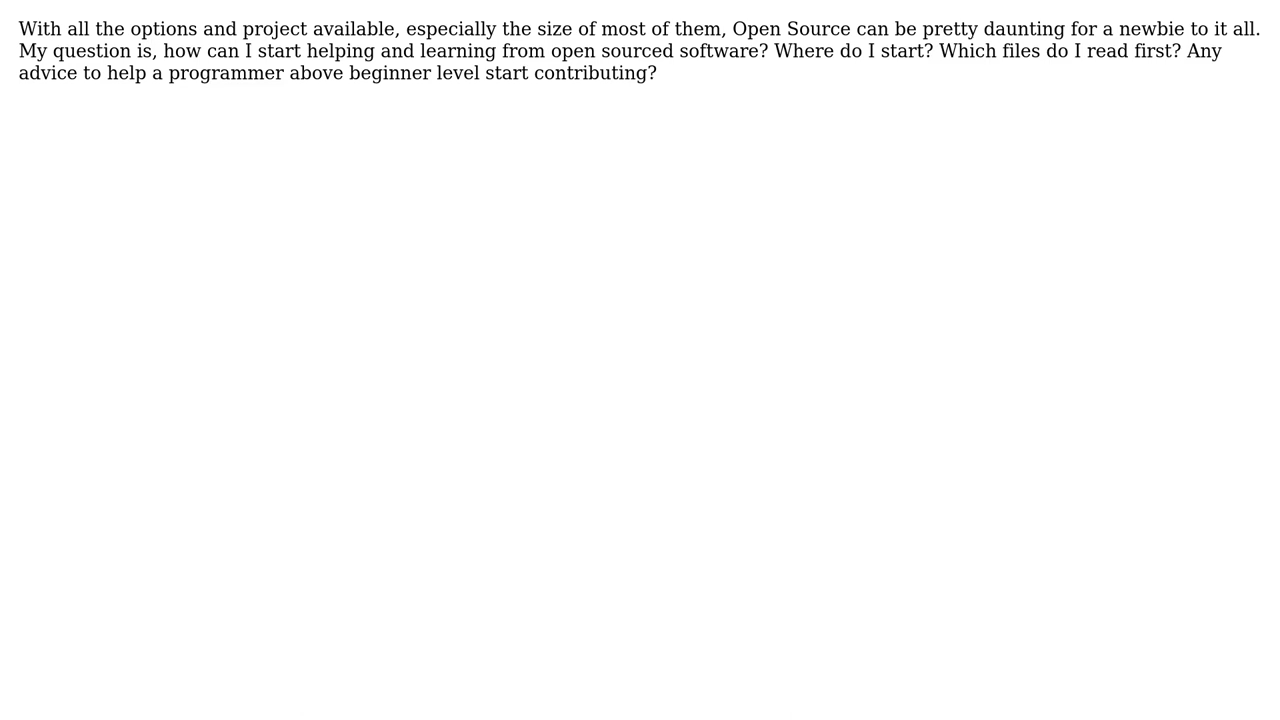 With all the options and project available, especially the size of most of them, Open Source can be pretty daunting for a newbie to it all.
My question is, how can I start helping and learning from open sourced software? Where do I start? Which files do I read first? Any
advice to help a programmer above beginner level start contributing?